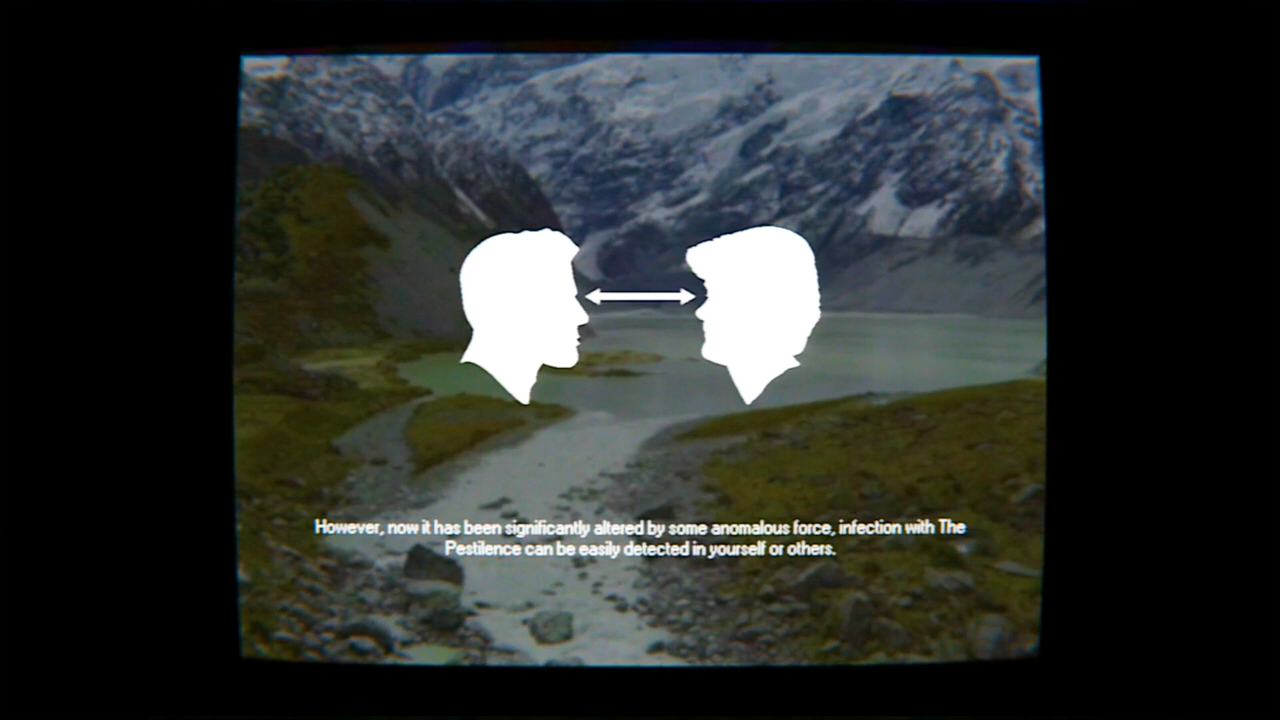 However, now it has been significantly altered by some anomalous force, infection with The
Pestilence can be easily detected in yourself or others.